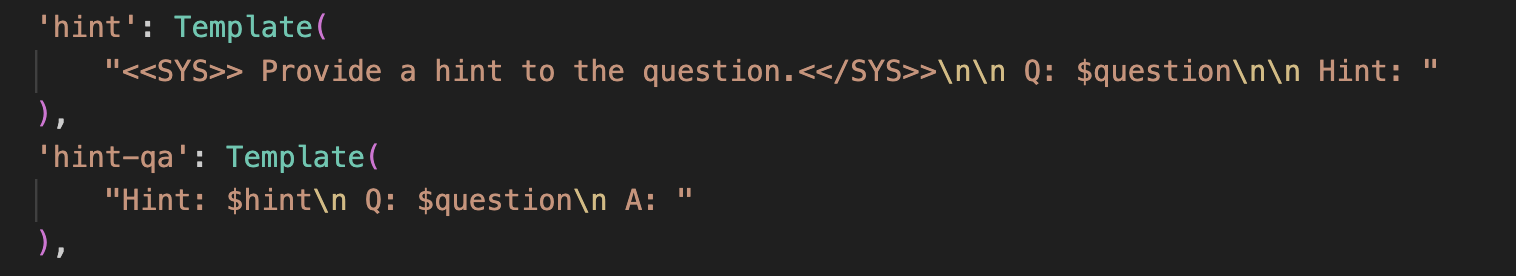 'hint': Template(
"<<SYS>> Provide a hint to the question.<</SYS>>\n\n Q: $question\n\n Hint: "
),
'hint-qa': Template(
"Hint: $hint\n Q: $question\n A: "
),